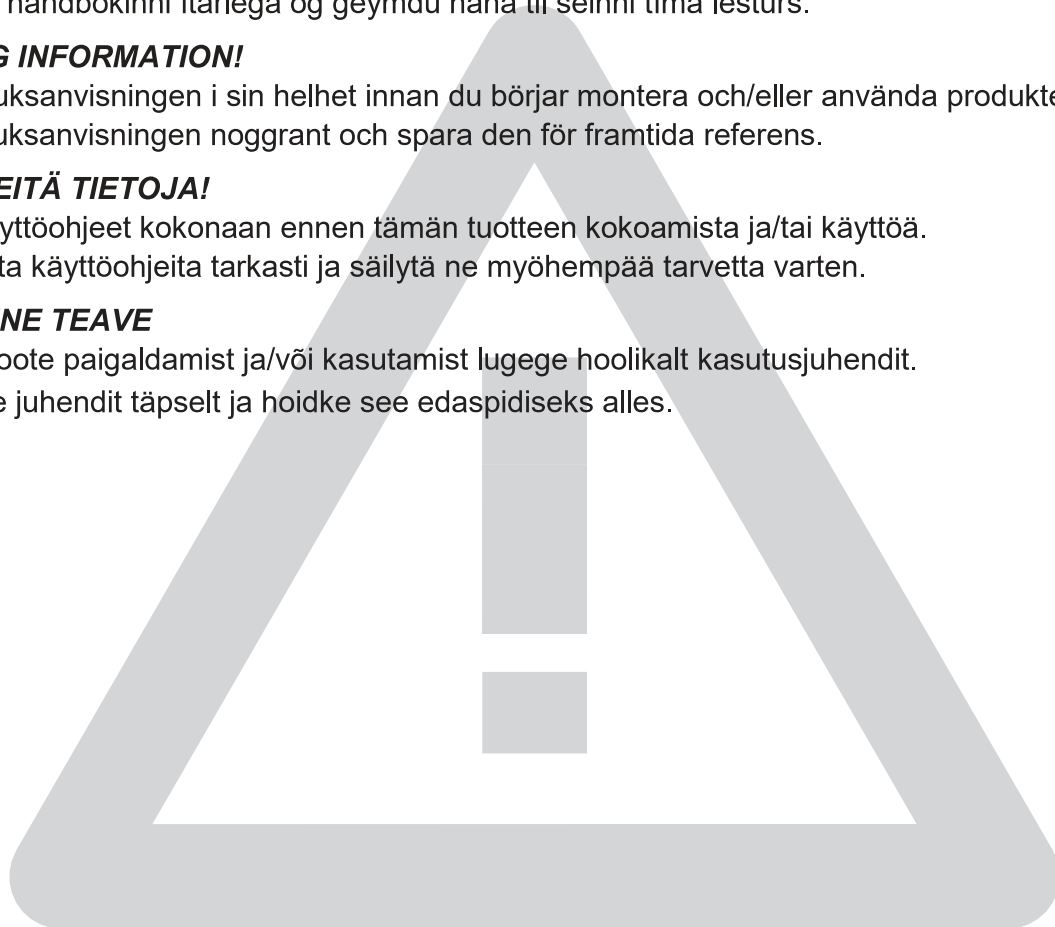 handbókinni ítarlega og geymdu hana til seinni tíma lesturs.
G INFORMATION!
uksanvisningen i sin helhet innan du börjar montera och/eller använda produkte
uksanvisningen noggrant och spara den för framtida referens.
EITÄ TIETOJA!
yttöohjeet kokonaan ennen tämän tuotteen kokoamista ja/tai käyttöä.
ta käyttöohjeita tarkasti ja säilytä ne myöhempää tarvetta varten.
NE TEAVE
oote paigaldamist ja/või kasutamist lugege hoolikalt kasutusjuhendit.
e juhendit täpselt ja hoidke see edaspidiseks alles.